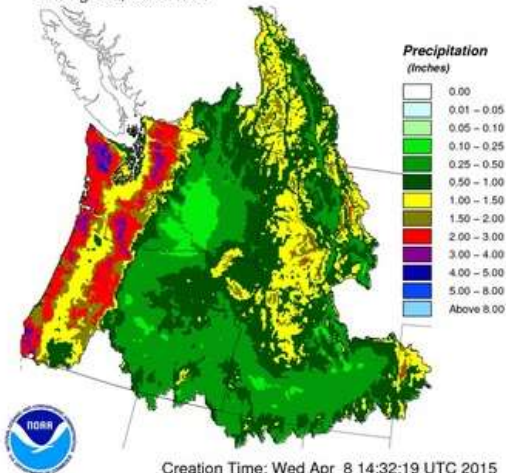 Precipitation
(Inches)
0.00
0.01 - 0.05
0.05 - 0.10
0.10 - 0.25
0.25 - 0.50
0.50 - 1.00
1.00 - 1.50
1.50 - 2.00
2.00 - 3.00
3.00 - 4.00
4.00 - 5.00
5.00 - 8.00
Above 8.00
NOAA
Creation Time: Wed Apr 8 14:32:19 UTC 2015